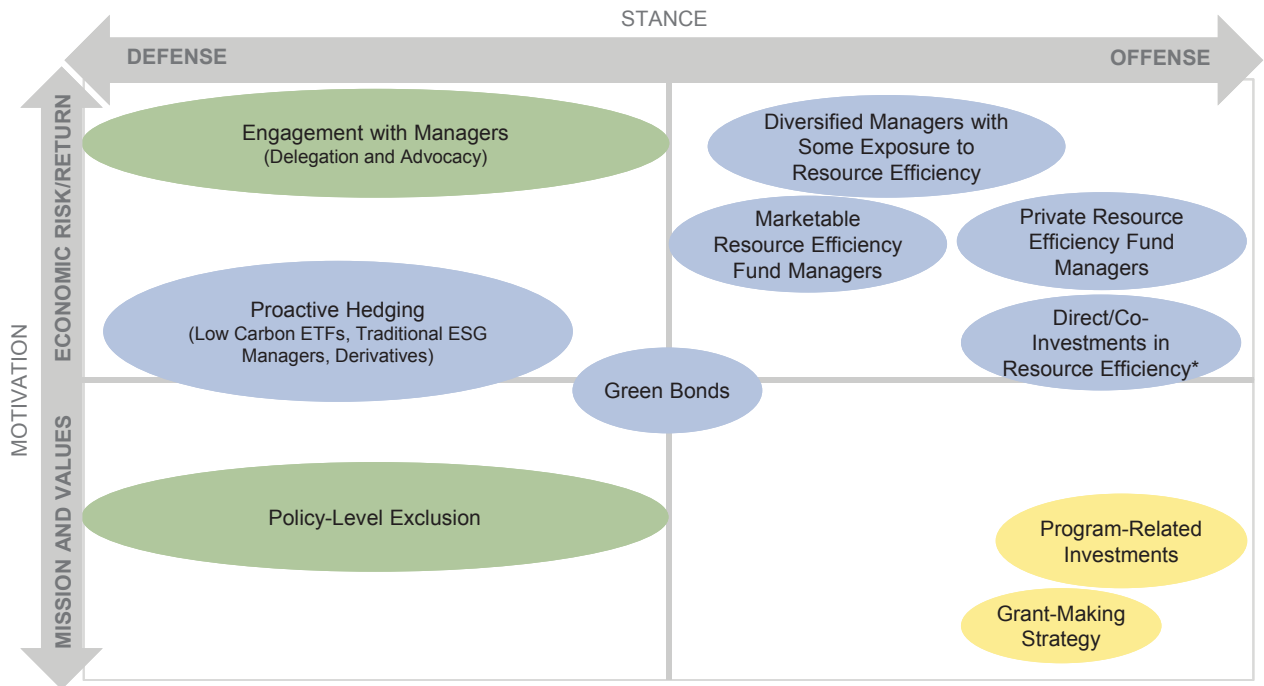 STANCE
DEFENSE
OFFENSE
MOTIVATION
ECONOMIC RISK/RETURN
MISSION AND VALUES
Engagement with Managers
(Delegation and Advocacy)
Diversified Managers with
Some Exposure to
Resource Efficiency
Marketable
Resource Efficiency
Fund Managers
Private Resource
Efficiency Fund
Managers
Proactive Hedging
(Low Carbon ETFs, Traditional ESG
Managers, Derivatives)
Direct/Co-
Investments in
Resource Efficiency*
Green Bonds
Policy-Level Exclusion
Program-Related
Investments
Grant-Making
Strategy